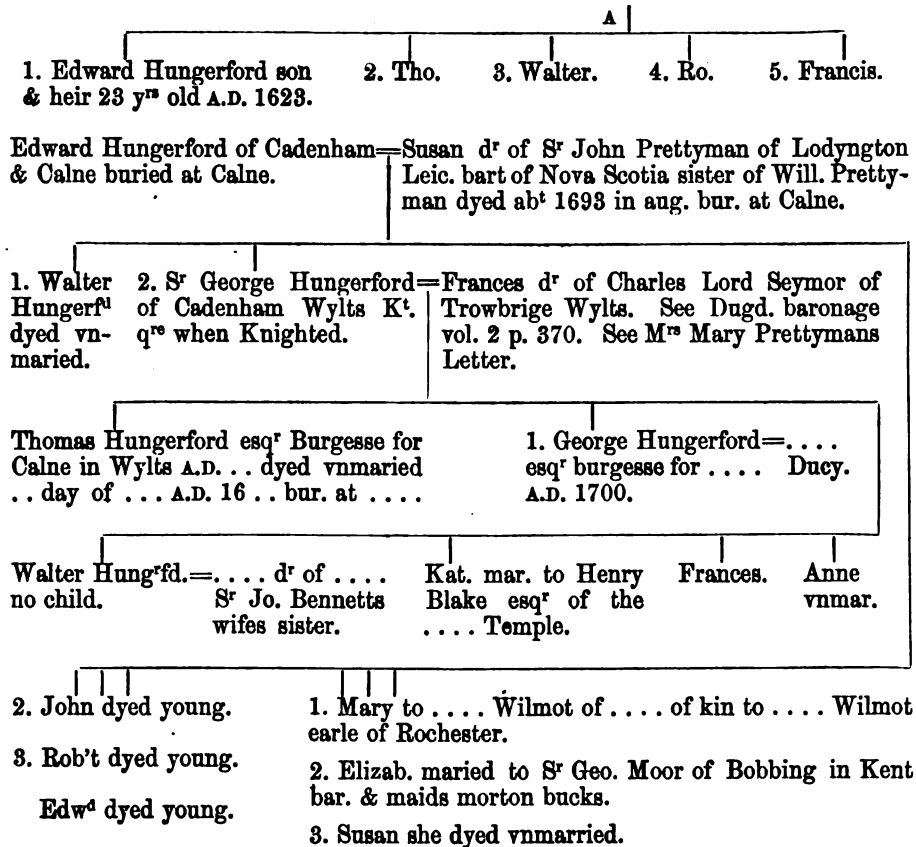 A
1. Edward Hungerford son
& heir 23 yrs old A.D. 1623.
2. Tho.
3. Walter.
4. Ro.
5. Francis.
Edward Hungerford of Cadenham=
& Calne buried at Calne.
Susan dr of Sr John Prettyman of Lodyngton
Leic. bart of Nova Scotia sister of Will. Pretty-
man dyed abt 1693 in aug. bur. at Calne.
1. Walter
Hungerfd
dyed vn-
maried.
2. Sr George Hungerford=
of Cadenham Wylts Kt.
qre when Knighted.
Frances dr of Charles Lord Seymor of
Trowbrige Wylts. See Dugd. baronage
vol. 2 p. 370. See Mrs Mary Prettymans
Letter.
Thomas Hungerford esqr Burgesse for
Calne in Wylts A.D. . . . dyed vnmaried
. . day of . . . A.D. 16 . . bur. at . . . .
1. George Hungerford=. . . .
esqr burgesse for . . . . Ducy.
A.D. 1700.
Walter Hungrfd.=. . . . dr of . . . .
no child.
Sr Jo. Bennetts
wifes sister.
Kat. mar. to Henry
Blake esqr of the
. . . . Temple.
Frances.
Anne
vnmar.
2. John dyed young.
3. Rob't dyed young.
Edwd dyed young.
1. Mary to . . . . Wilmot of . . . . of kin to . . . . Wilmot
earle of Rochester.
2. Elizab. maried to Sr Geo. Moor of Bobbing in Kent
bar. & maids morton bucks.
3. Susan she dyed vnmarried.